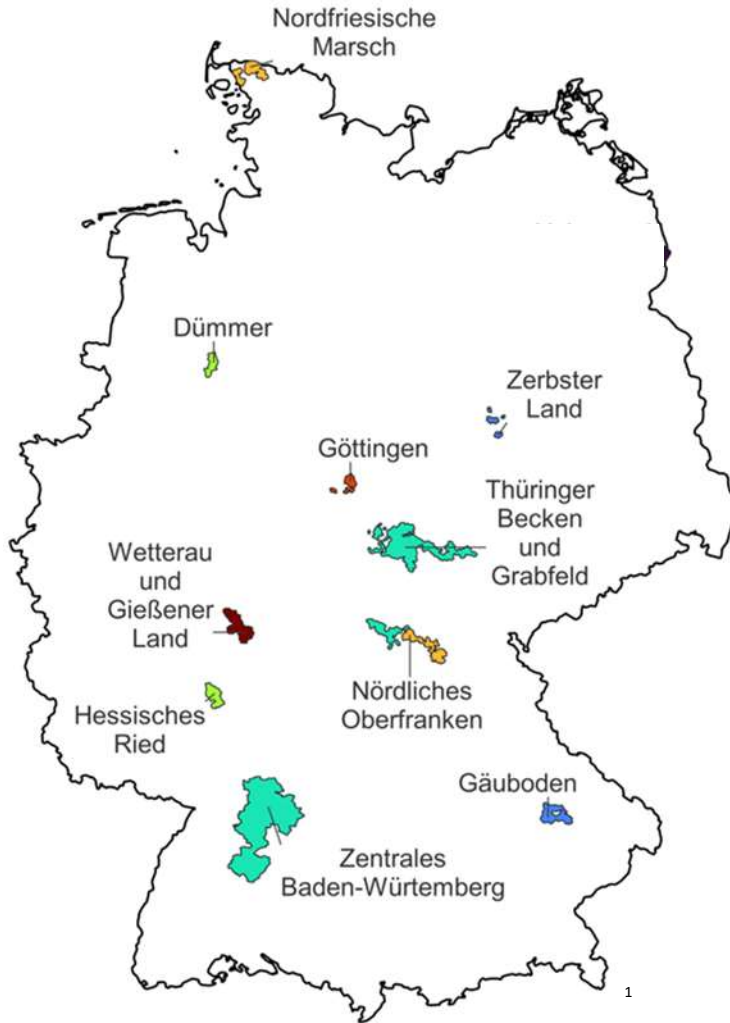 Nordfriesische
Marsch
Dümmer
Zerbster
Land
Göttingen
Thüringer
Becken
und
Grabfeld
Wetterau
und
Gießener
Land
Nördliches
Oberfranken
Hessisches
Ried
Gäuboden
Zentrales
Baden-Würtemberg
1